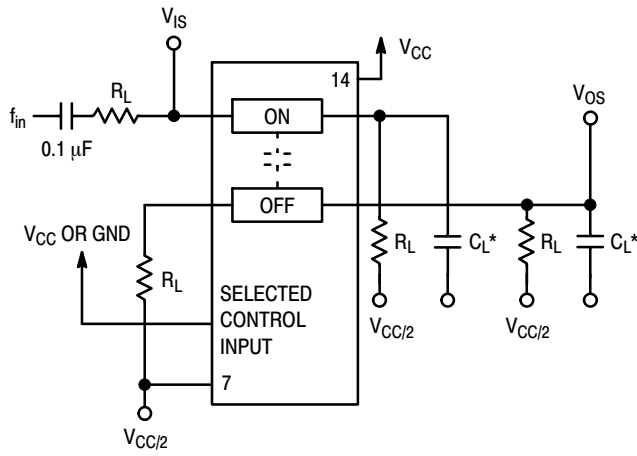 V_IS
V_CC
14
V_OS
f_in
0.1 μF
R_L
ON
OFF
V_CC OR GND
R_L
SELECTED
CONTROL
INPUT
7
R_L
C_L*
R_L
C_L*
V_CC/2
V_CC/2
V_CC/2